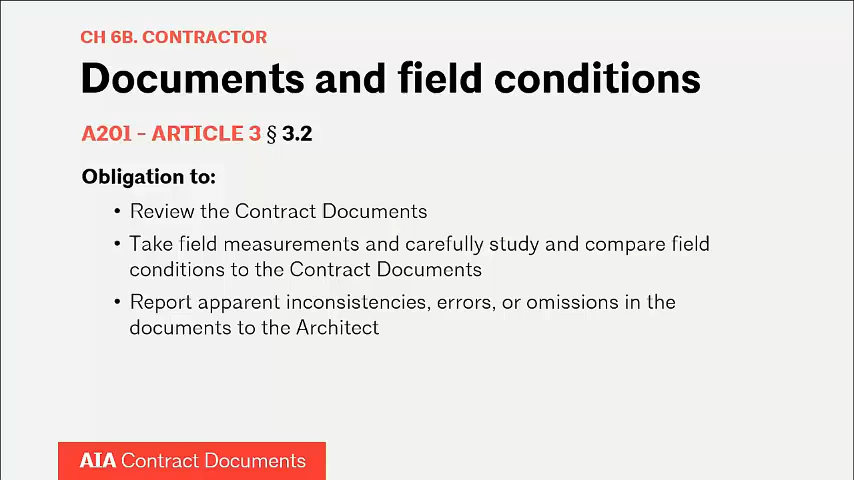 CH 6B. CONTRACTOR
Documents and field conditions
A201 – ARTICLE 3 § 3.2
Obligation to:
• Review the Contract Documents
• Take field measurements and carefully study and compare field
conditions to the Contract Documents
• Report apparent inconsistencies, errors, or omissions in the
documents to the Architect
AIA Contract Documents